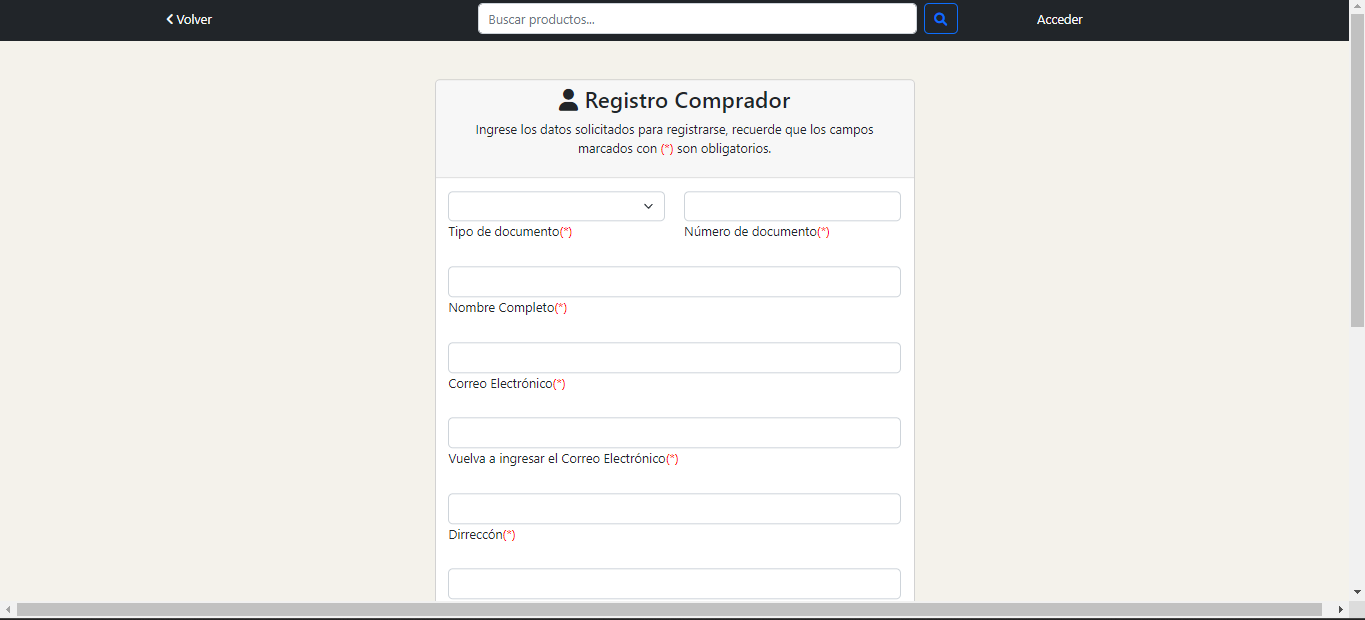 Volver
Buscar productos...
Acceder
Registro Comprador
Ingrese los datos solicitados para registrarse, recuerde que los campos
marcados con (*) son obligatorios.
Tipo de documento(*)
Número de documento(*)
Nombre Completo(*)
Correo Electrónico(*)
Vuelva a ingresar el Correo Electrónico(*)
Dirreccón(*)